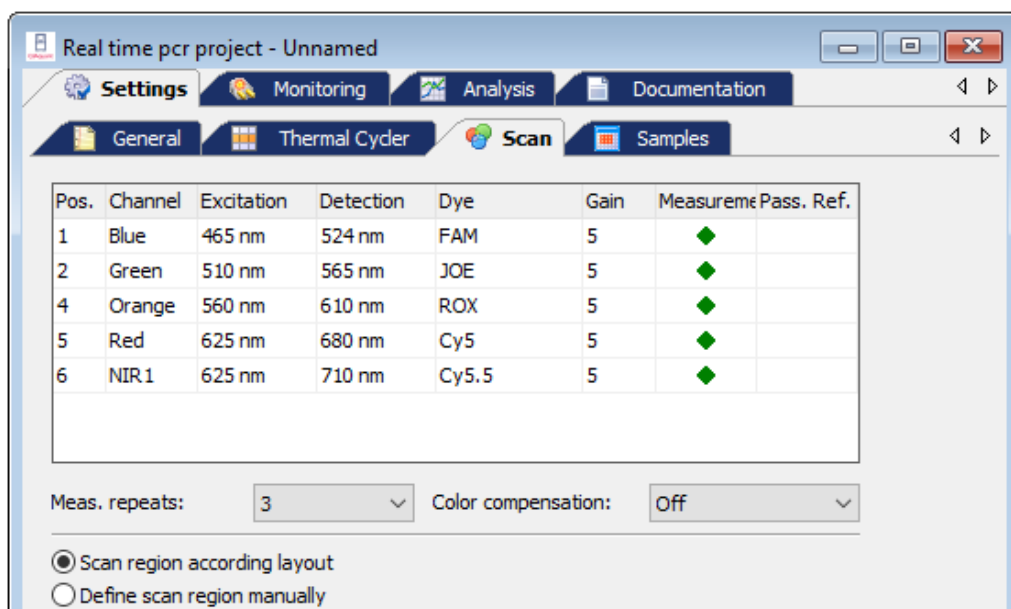 Real time pcr project - Unnamed
Settings Monitoring Analysis Documentation
General Thermal Cycler Scan Samples
Pos. Channel Excitation Detection Dye Gain Measureme Pass. Ref.
1 Blue 465 nm 524 nm FAM 5
2 Green 510 nm 565 nm JOE 5
4 Orange 560 nm 610 nm ROX 5
5 Red 625 nm 680 nm Cy5 5
6 NIR1 625 nm 710 nm Cy5.5 5
Meas. repeats: 3 Color compensation: Off
Scan region according layout
Define scan region manually